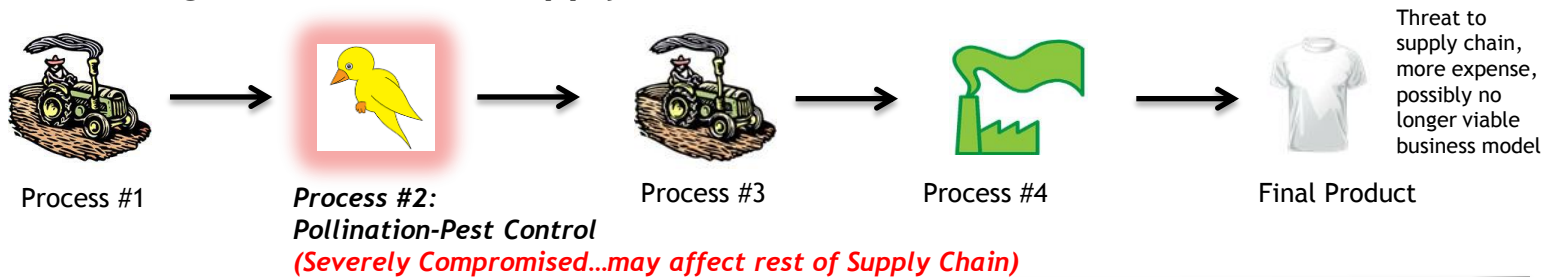 Threat to
supply chain,
more expense,
possibly no
longer viable
business model
Process #1
Process #2:
Pollination-Pest Control
(Severely Compromised…may affect rest of Supply Chain)
Process #3
Process #4
Final Product